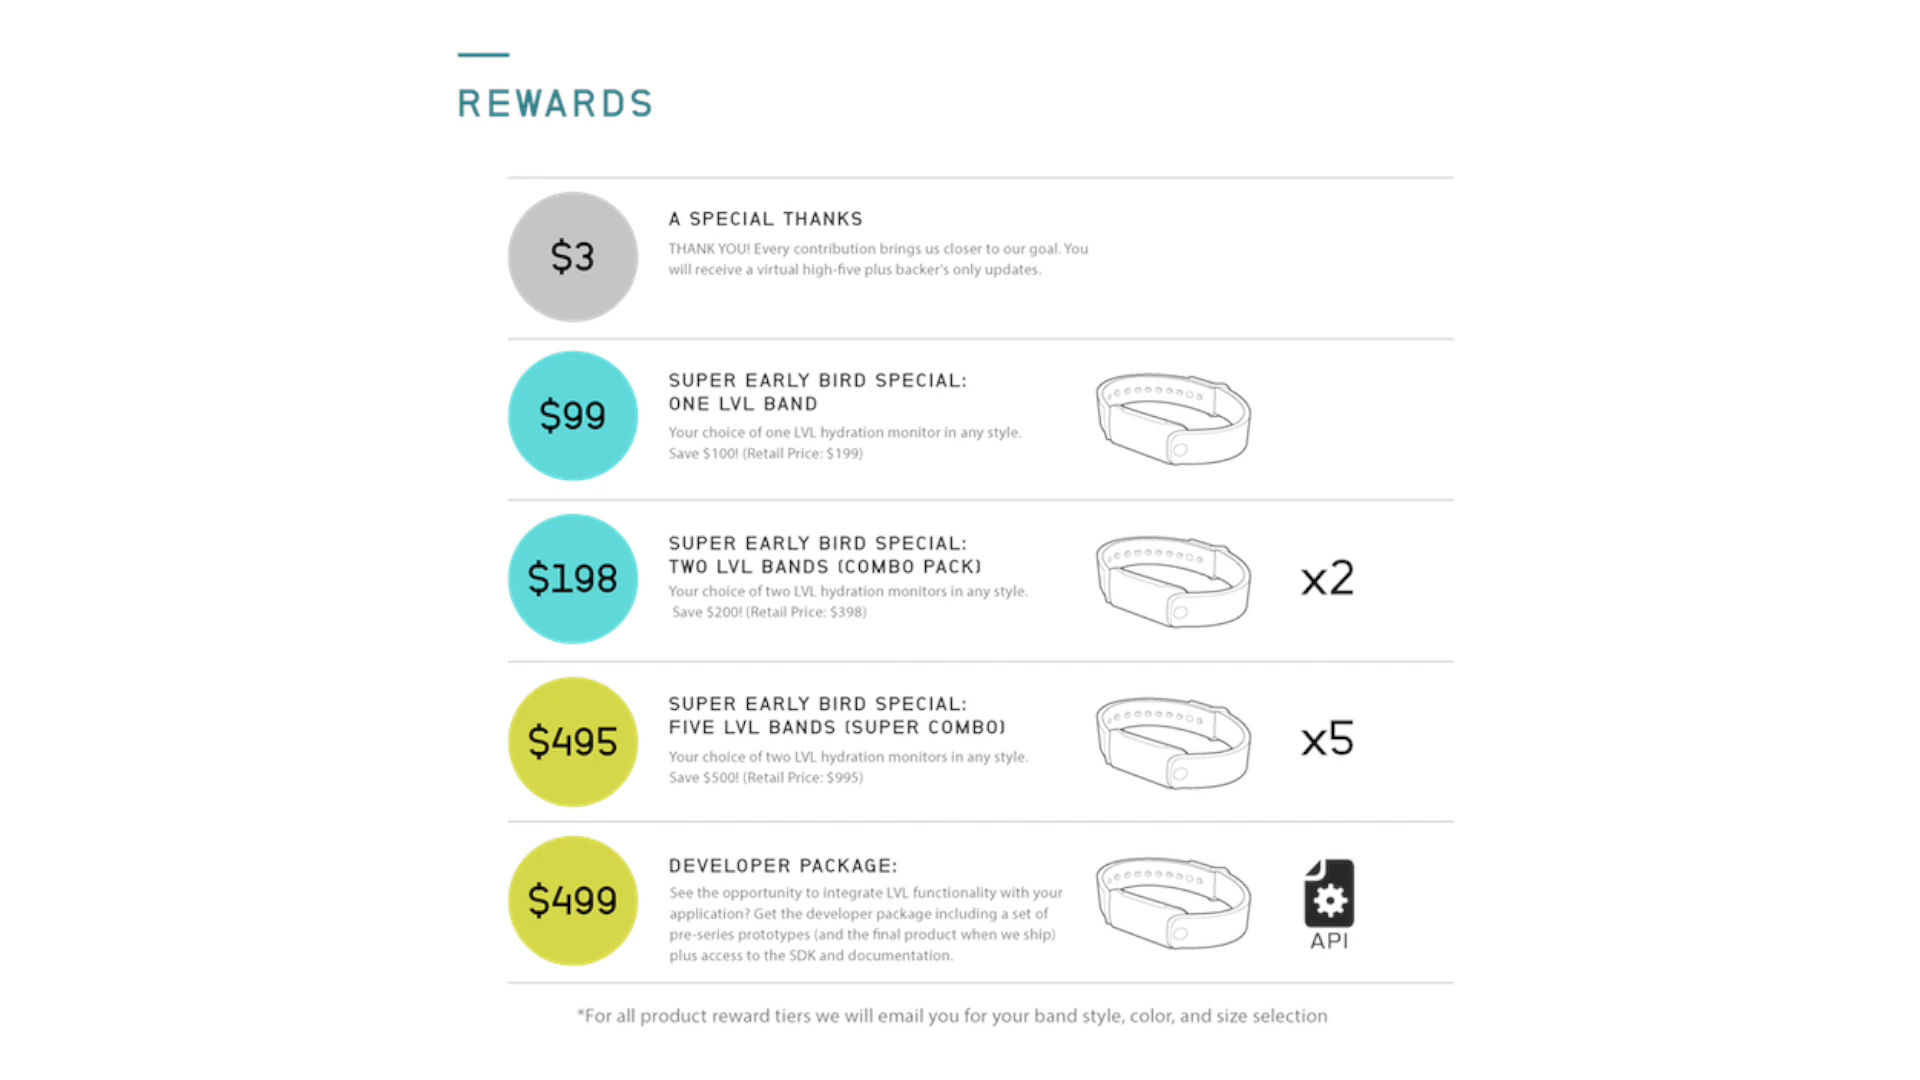 REWARDS
$3
A SPECIAL THANKS
THANK YOU! Every contribution brings us closer to our goal. You
will receive a virtual high-five plus backer's only updates.
$99
SUPER EARLY BIRD SPECIAL:
ONE LVL BAND
Your choice of one LVL hydration monitor in any style.
Save $100! (Retail Price: $199)
$198
SUPER EARLY BIRD SPECIAL:
TWO LVL BANDS (COMBO PACK)
Your choice of two LVL hydration monitors in any style.
Save $200! (Retail Price: $398)
x2
$495
SUPER EARLY BIRD SPECIAL:
FIVE LVL BANDS (SUPER COMBO)
Your choice of two LVL hydration monitors in any style.
Save $500! (Retail Price: $995)
x5
$499
DEVELOPER PACKAGE:
See the opportunity to integrate LVL functionality with your
application? Get the developer package including a set of
pre-series prototypes (and the final product when we ship)
plus access to the SDK and documentation.
API
*For all product reward tiers we will email you for your band style, color, and size selection